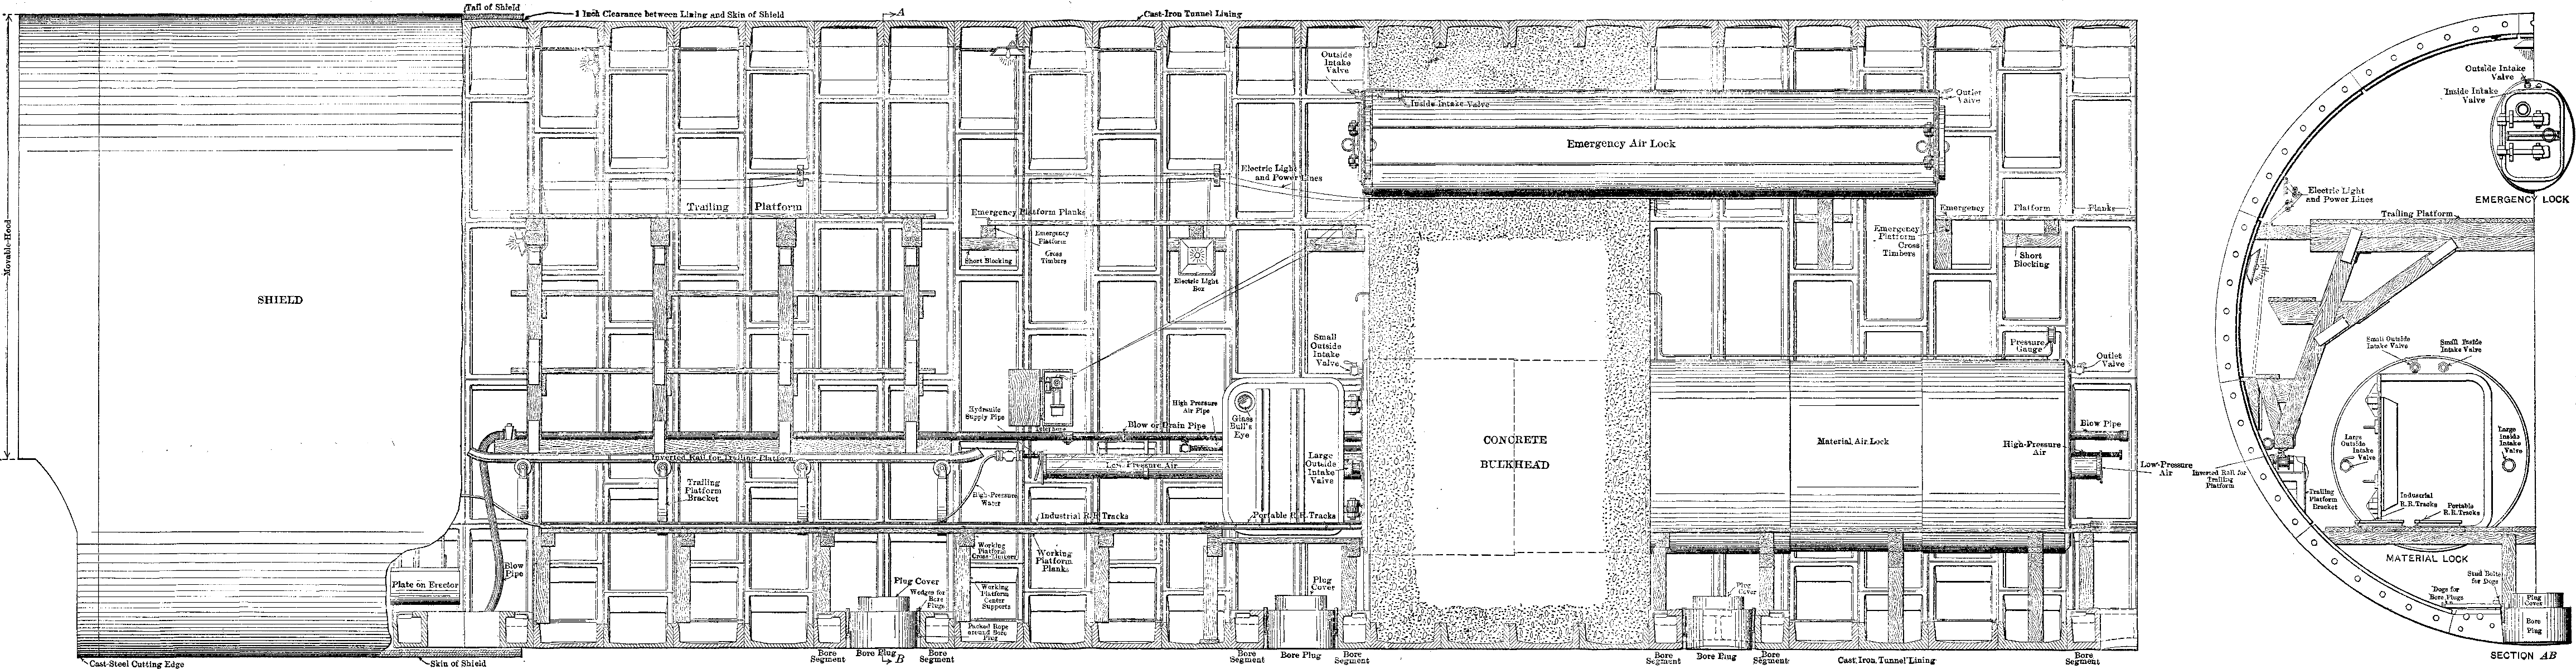 Tail of Shield
1 Inch Clearance between Lining and Skin of Shield
A
Cast-Iron Tunnel Lining
Movable Hood
SHIELD
Plate on Erector
Blow
Pipe
Cast-Steel Cutting Edge
Skin of Shield
Trailing Platform
Inverted Rail for Trailing Platform
Trailing
Platform
Bracket
Emergency Platform Planks
Emergency
Platform
Cross
Timbers
Short Blocking
Electric Light
Box
Electric Light
and Power Lines
Outside
Intake
Valve
Inside Intake Valve
Outlet
Valve
Emergency Air Lock
Hydraulic
Supply Pipe
Telephone
High Pressure
Air Pipe
Blow or Drain Pipe
Low Pressure Air
High-Pressure
Water
Industrial R.R. Tracks
Portable R.R. Tracks
Working
Platform
Cross-Timbers
Working
Platform
Planks
Working
Platform
Center
Supports
Packed Rope
around Bore
Plug
Plug Cover
Wedges for
Bore
Plugs
Bore
Segment
Bore Plug
B
Bore
Segment
Plug
Cover
Bore
Segment
Bore Plug
Bore
Segment
Small
Outside
Intake
Valve
Glass
Bull's
Eye
Large
Outside
Intake
Valve
CONCRETE
BULKHEAD
Emergency Platform Planks
Emergency
Platform
Cross
Timbers
Short
Blocking
Pressure
Gauge
Outlet
Valve
Material Air Lock
High-Pressure
Air
Blow Pipe
Low-Pressure
Air
Plug
Cover
Bore
Segment
Bore Plug
Bore
Segment
Cast Iron Tunnel Lining
Bore
Segment
Outside Intake
Valve
Inside Intake
Valve
EMERGENCY LOCK
Electric Light
and Power Lines
Trailing Platform
Small Outside
Intake Valve
Small Inside
Intake Valve
Large
Outside
Intake
Valve
Large
Inside
Intake
Valve
Inverted Rail for
Trailing
Platform
Trailing
Platform
Bracket
Industrial
R.R. Tracks
Portable
R.R. Tracks
MATERIAL LOCK
Stud Bolts
for Dogs
Dogs for
Bore Plugs
Plug
Cover
Bore
Plug
SECTION AB